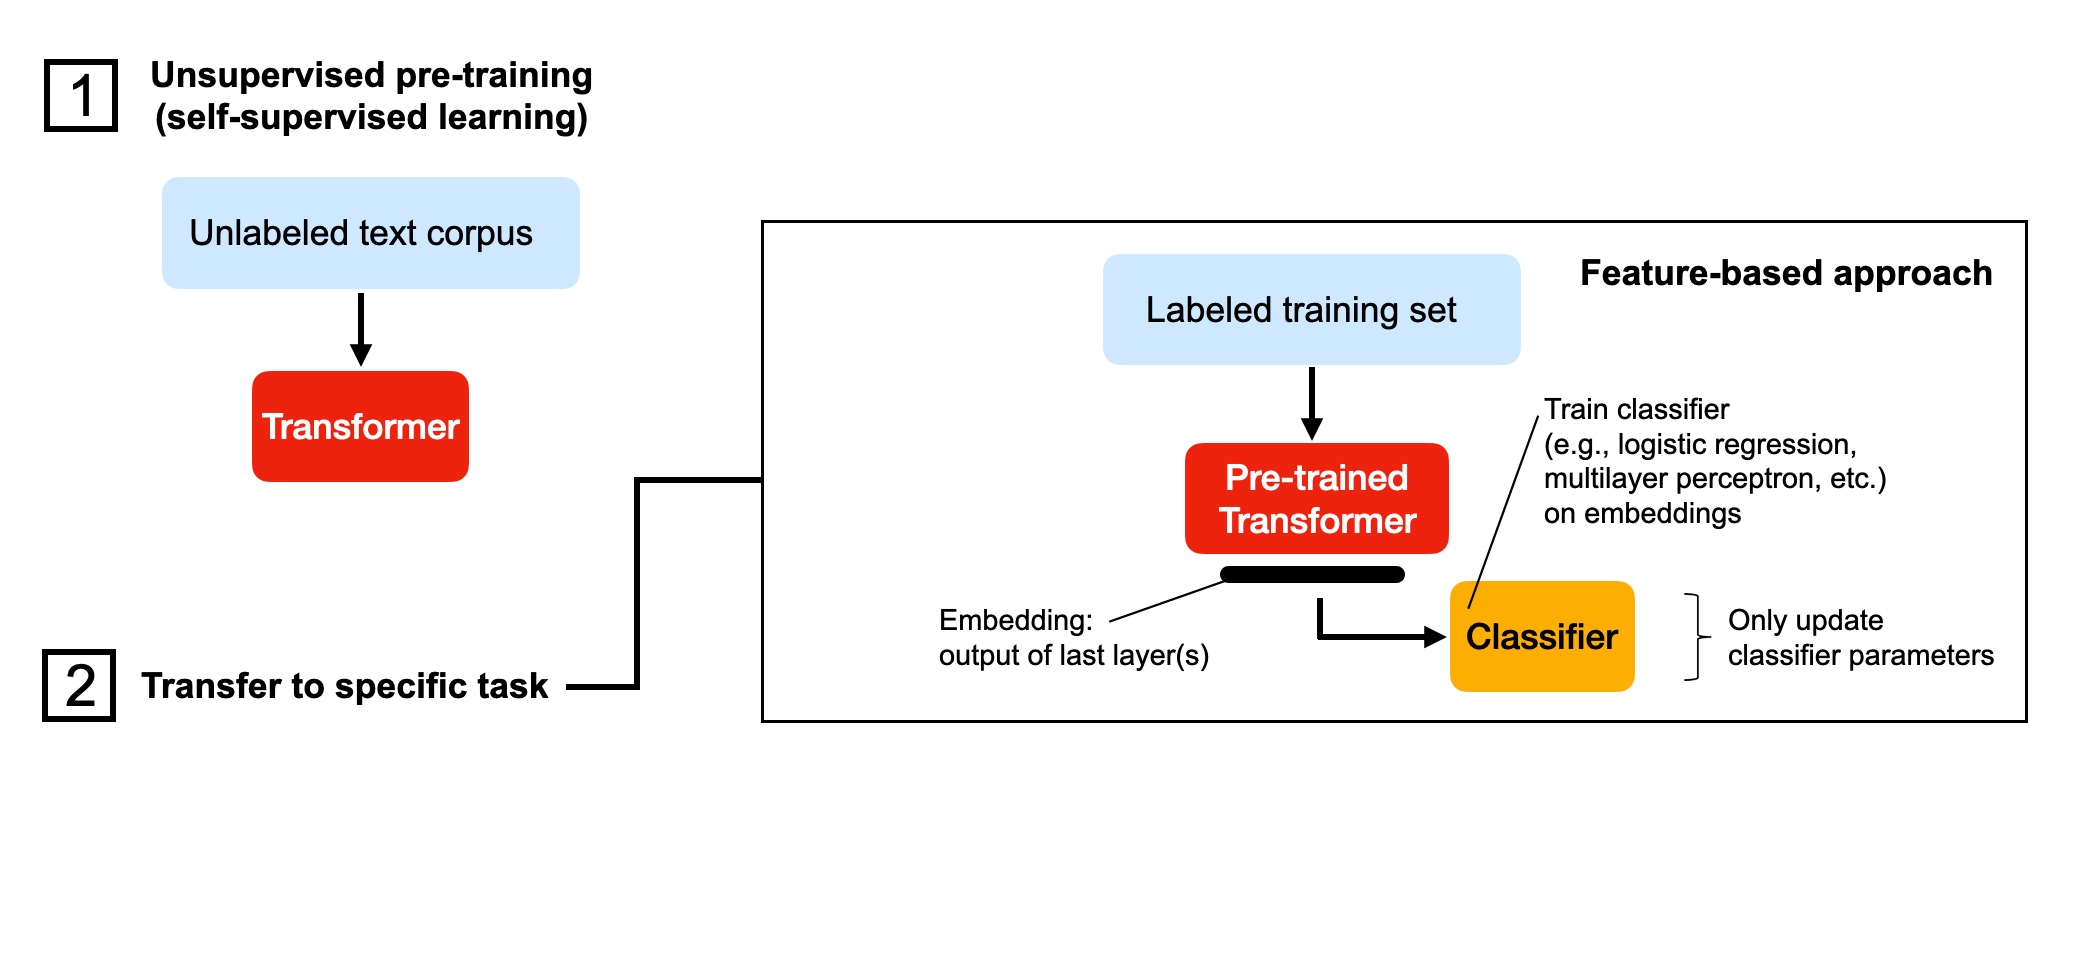 1
Unsupervised pre-training
(self-supervised learning)
Unlabeled text corpus
Transformer
2
Transfer to specific task
Feature-based approach
Labeled training set
Pre-trained
Transformer
Train classifier
(e.g., logistic regression,
multilayer perceptron, etc.)
on embeddings
Embedding:
output of last layer(s)
Classifier
Only update
classifier parameters